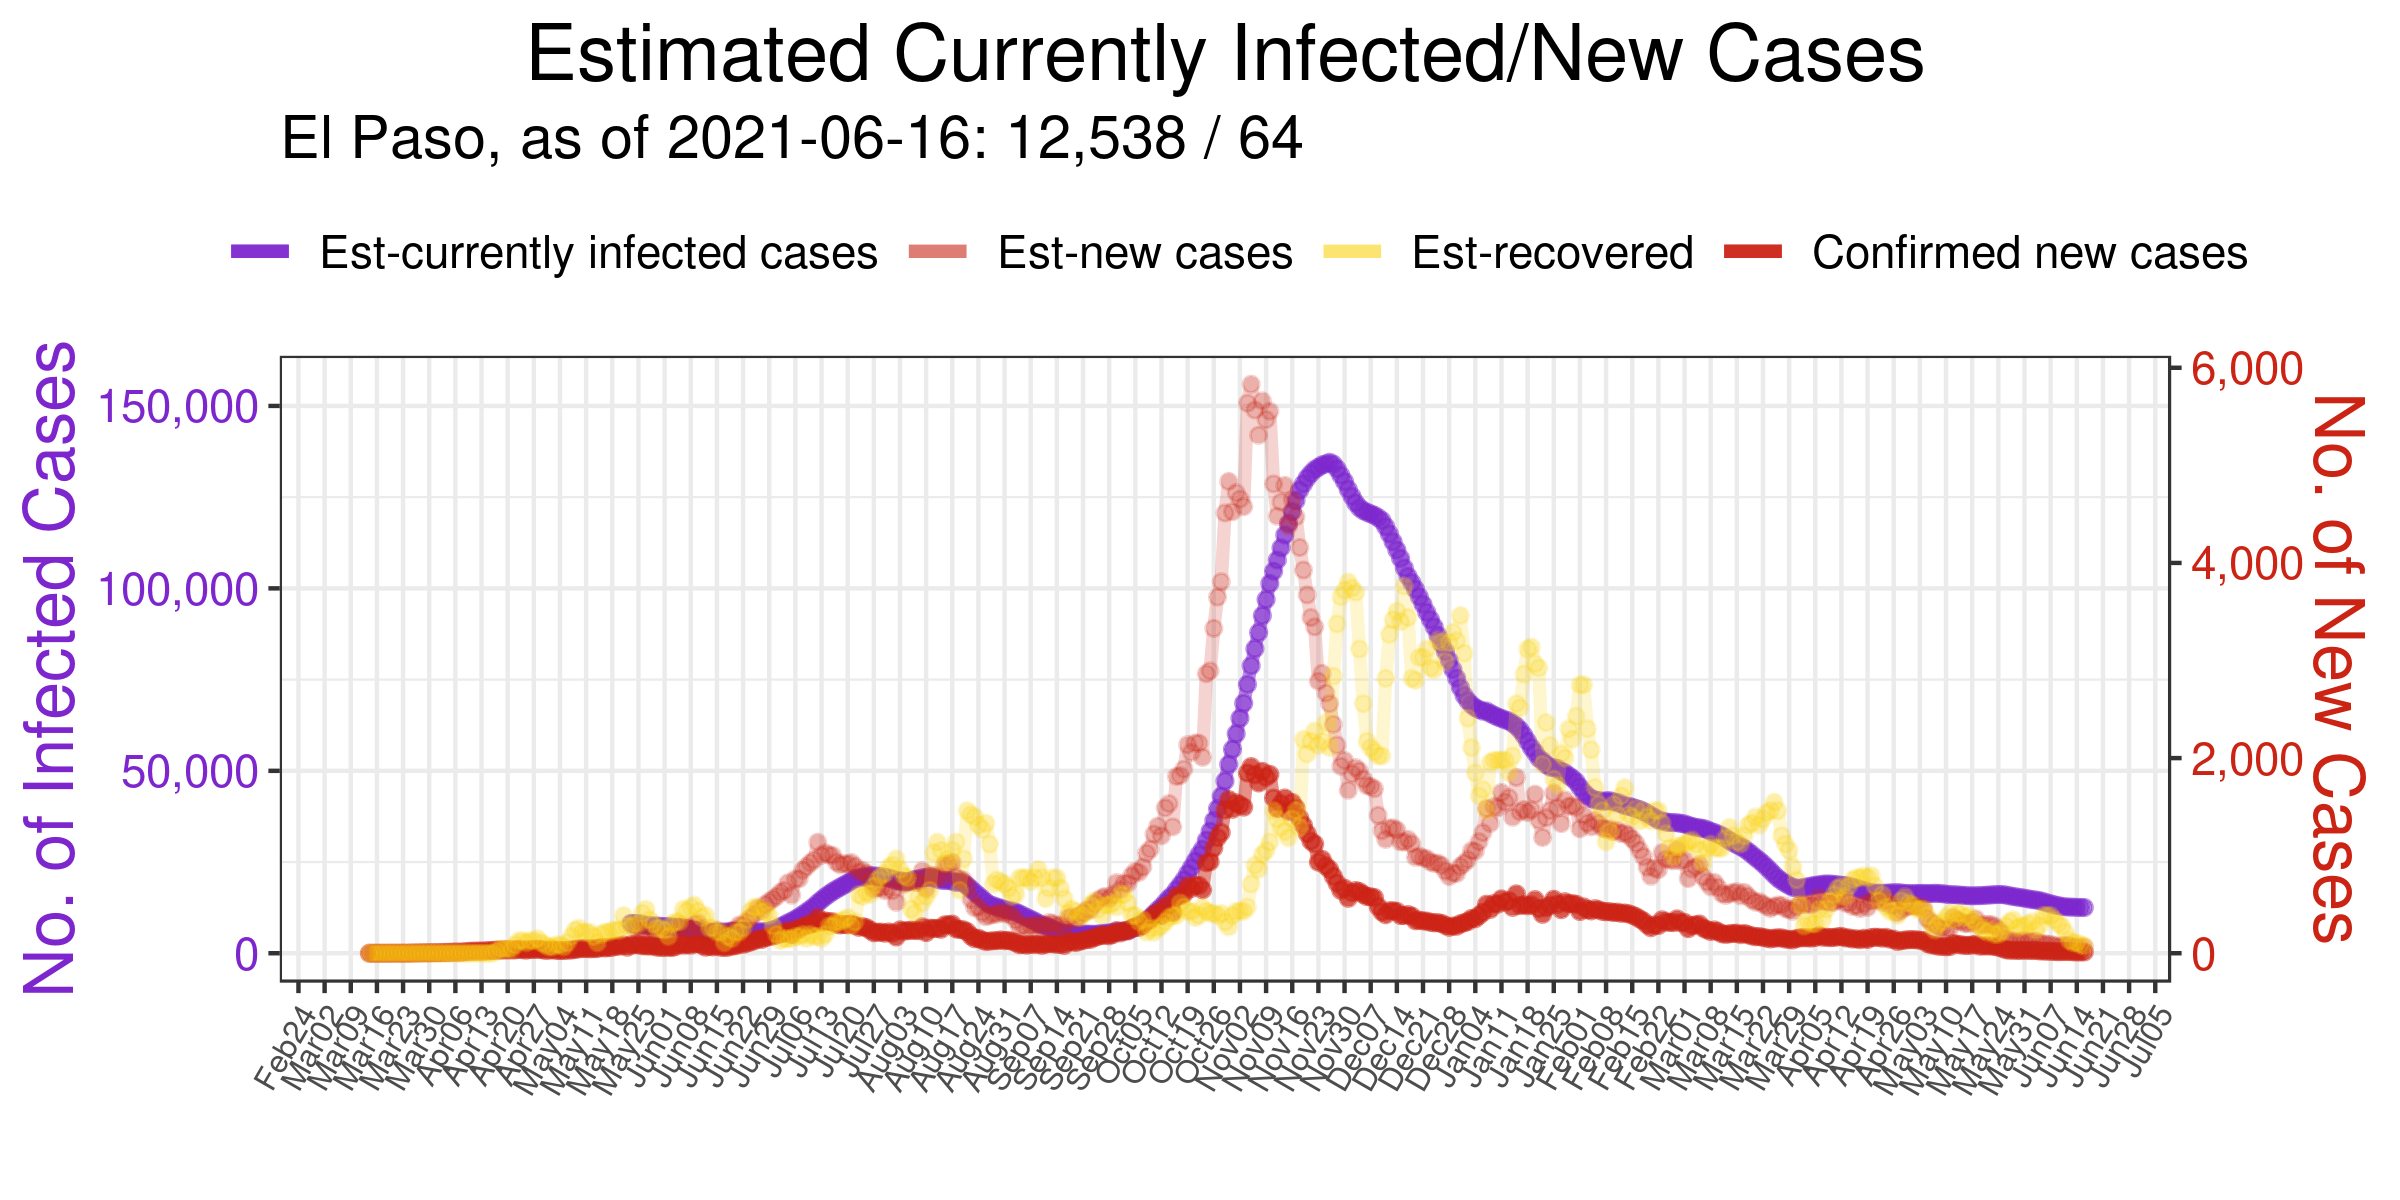 Estimated Currently Infected/New Cases
El Paso, as of 2021-06-16: 12,538 / 64
Est-currently infected cases Est-new cases Est-recovered Confirmed new cases
No. of Infected Cases
150,000
100,000
50,000
0
6,000
4,000
2,000
0
No. of New Cases
Feb24 Mar02 Mar09 Mar16 Mar23 Mar30 Apr06 Apr13 Apr20 Apr27 May04 May11 May18 May25 Jun01 Jun08 Jun15 Jun22 Jun29 Jul06 Jul13 Jul20 Jul27 Aug03 Aug10 Aug17 Aug24 Aug31 Sep07 Sep14 Sep21 Sep28 Oct05 Oct12 Oct19 Oct26 Nov02 Nov09 Nov16 Nov23 Nov30 Dec07 Dec14 Dec21 Dec28 Jan04 Jan11 Jan18 Jan25 Feb01 Feb08 Feb15 Feb22 Mar01 Mar08 Mar15 Mar22 Mar29 Apr05 Apr12 Apr19 Apr26 May03 May10 May17 May24 May31 Jun07 Jun14 Jun21 Jun28 Jul05